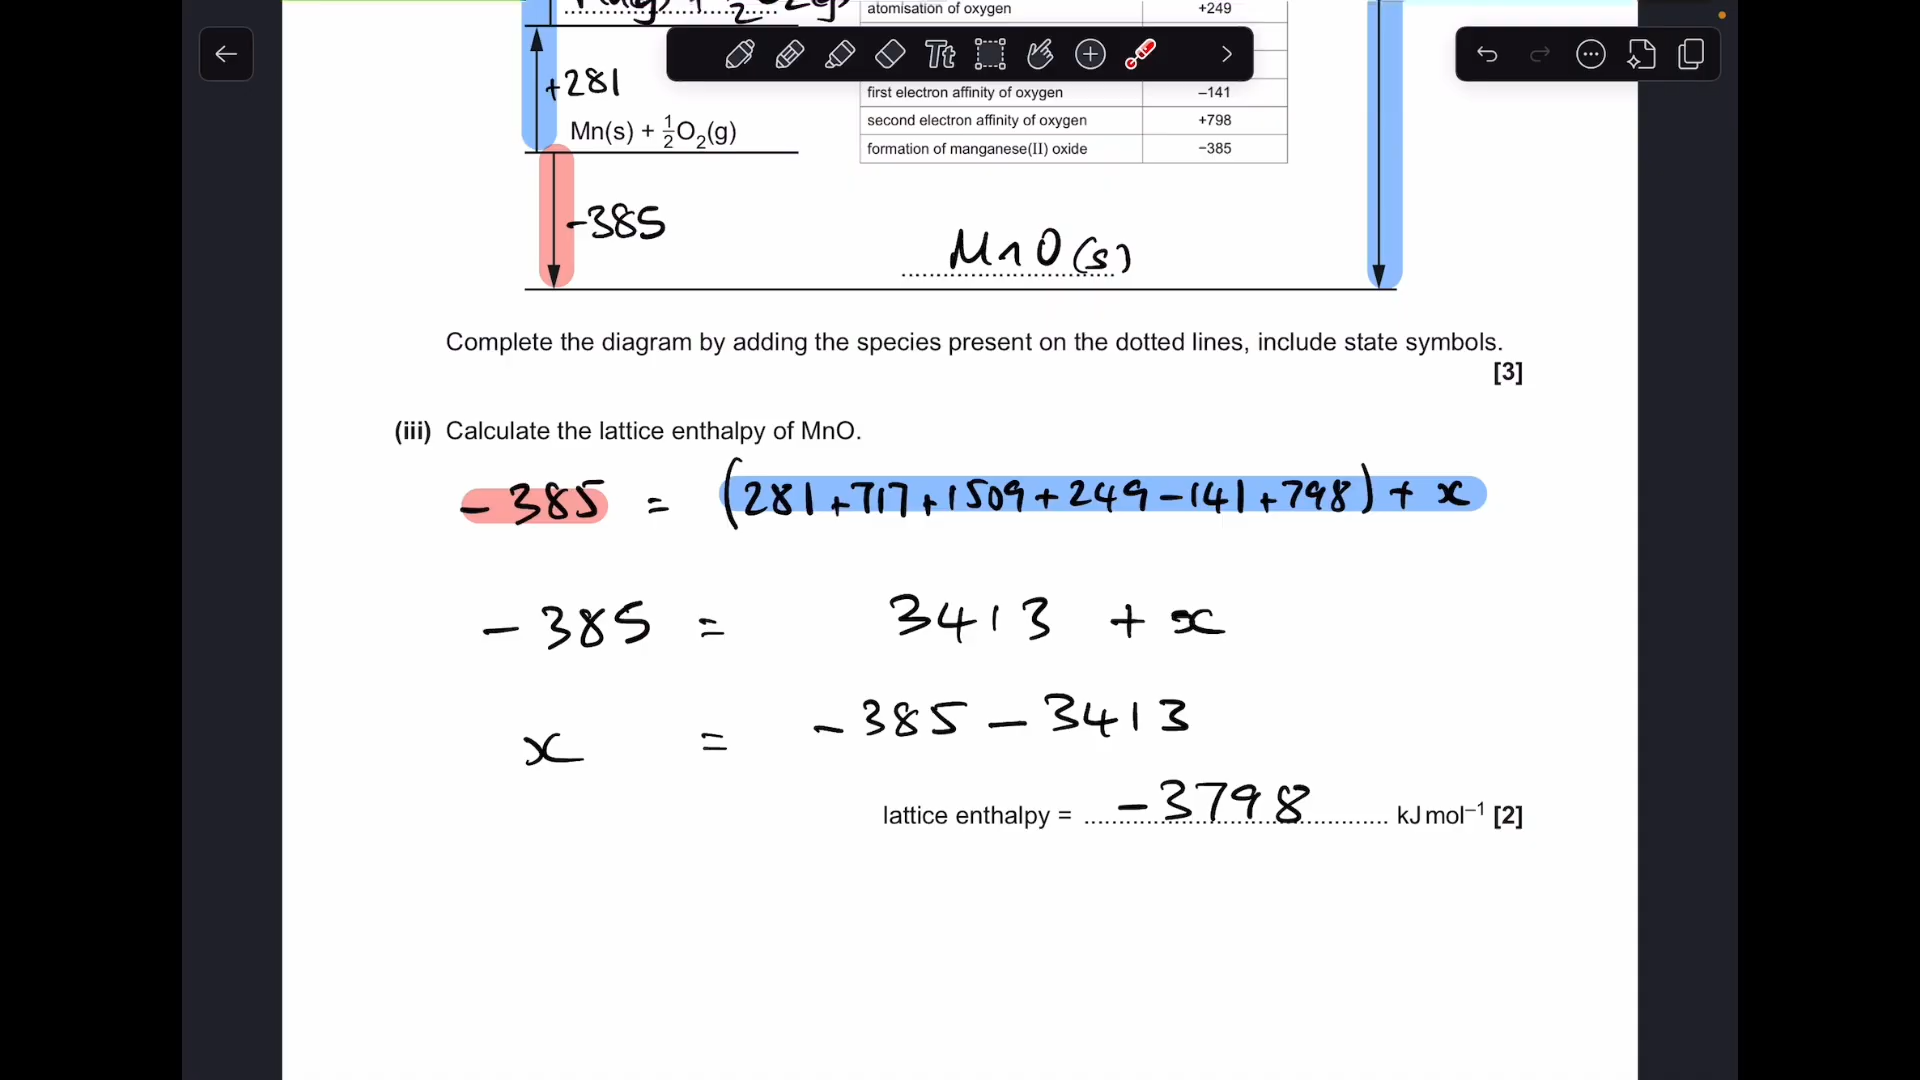 atomisation of oxygen +249
+281
Tt
first electron affinity of oxygen –141
Mn(s) + 1/2O2(g)
second electron affinity of oxygen +798
formation of manganese(II) oxide –385
-385
MnO(s)
Complete the diagram by adding the species present on the dotted lines, include state symbols.
[3]
(iii) Calculate the lattice enthalpy of MnO.
- 385 = (281+717+1509+249-141+798) + x
- 385 = 3413 + x
x = - 385 - 3413
lattice enthalpy = -3798 kJ mol–1 [2]